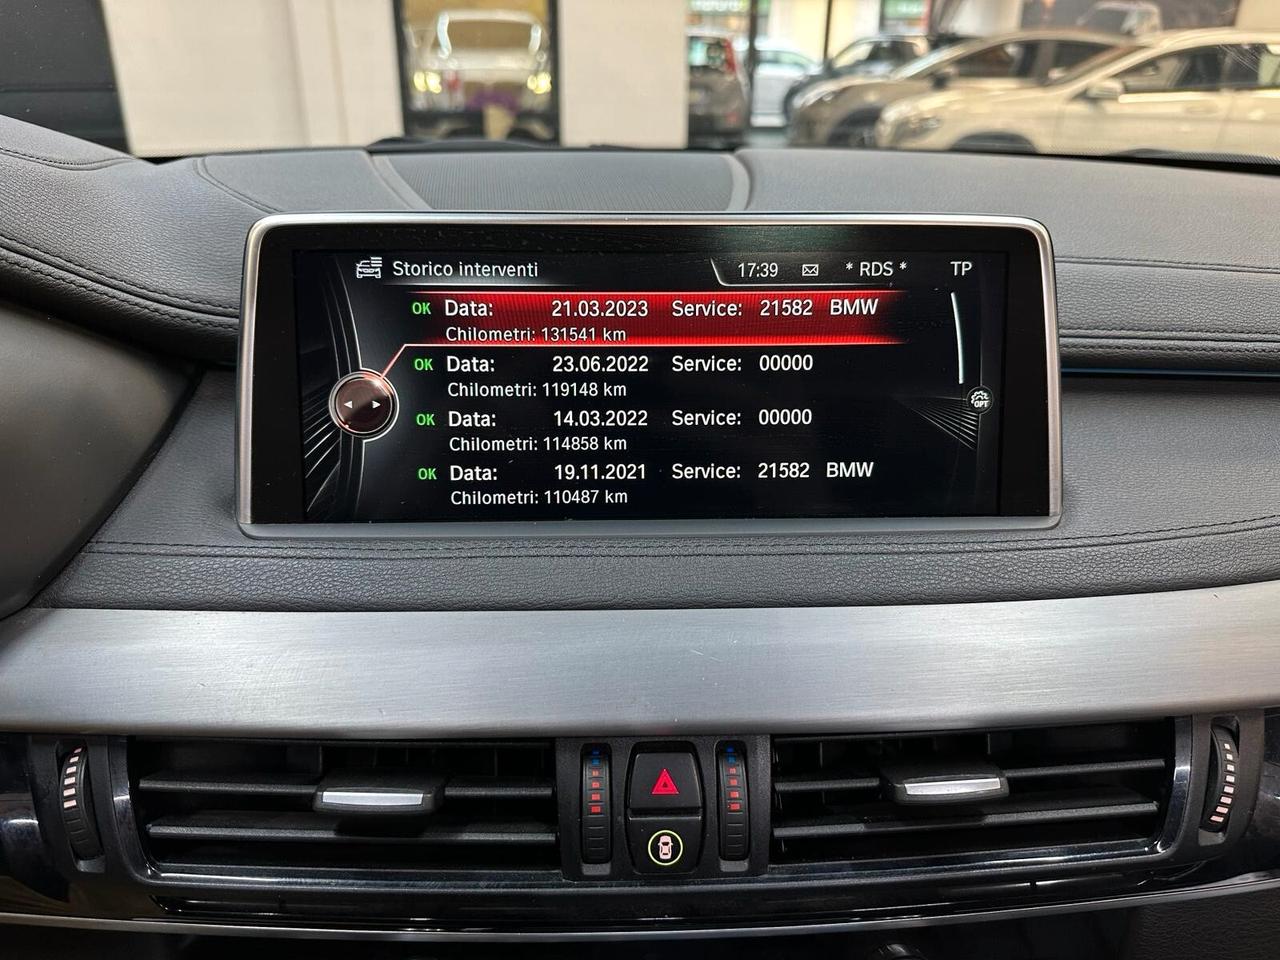 Storico interventi 17:39 * RDS * TP
OK Data: 21.03.2023 Service: 21582 BMW
Chilometri: 131541 km
OK Data: 23.06.2022 Service: 00000
Chilometri: 119148 km
OPT
OK Data: 14.03.2022 Service: 00000
Chilometri: 114858 km
OK Data: 19.11.2021 Service: 21582 BMW
Chilometri: 110487 km